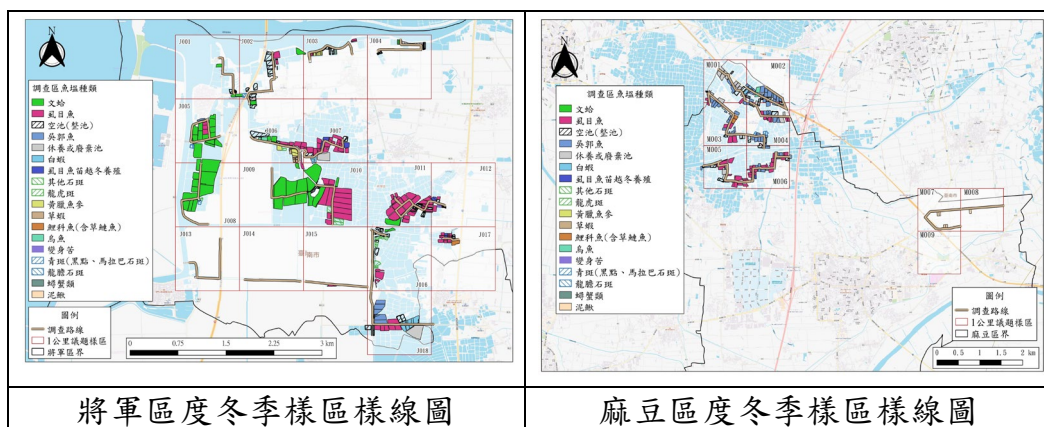 N
J001
J002
J003
J004
J005
J006
J007
J008
J009
J010
J011
J012
J013
J014
J015
J016
J017
J018
調查區魚塭種類
文蛤
虱目魚
空池(整池)
吳郭魚
休養或廢棄池
白蝦
虱目魚苗越冬養殖
其他石斑
龍虎斑
黃臘魚參
草蝦
鯉科魚(含草鰱魚)
烏魚
變身苦
青斑(黑點、馬拉巴石斑)
龍膽石斑
蟳蟹類
泥鰍
圖例
調查路線
1公里議題樣區
將軍區界
0 0.75 1.5 2.25 3 km
將軍區度冬季樣區樣線圖
N
M001
M002
M003
M004
M005
M006
M007
M008
M009
調查區魚塭種類
文蛤
虱目魚
空池(整池)
吳郭魚
休養或廢棄池
白蝦
虱目魚苗越冬養殖
其他石斑
龍虎斑
黃臘魚參
草蝦
鯉科魚(含草鰱魚)
烏魚
變身苦
青斑(黑點、馬拉巴石斑)
龍膽石斑
蟳蟹類
泥鰍
圖例
調查路線
1公里議題樣區
麻豆區界
0 0.5 1 1.5 2 km
麻豆區度冬季樣區樣線圖